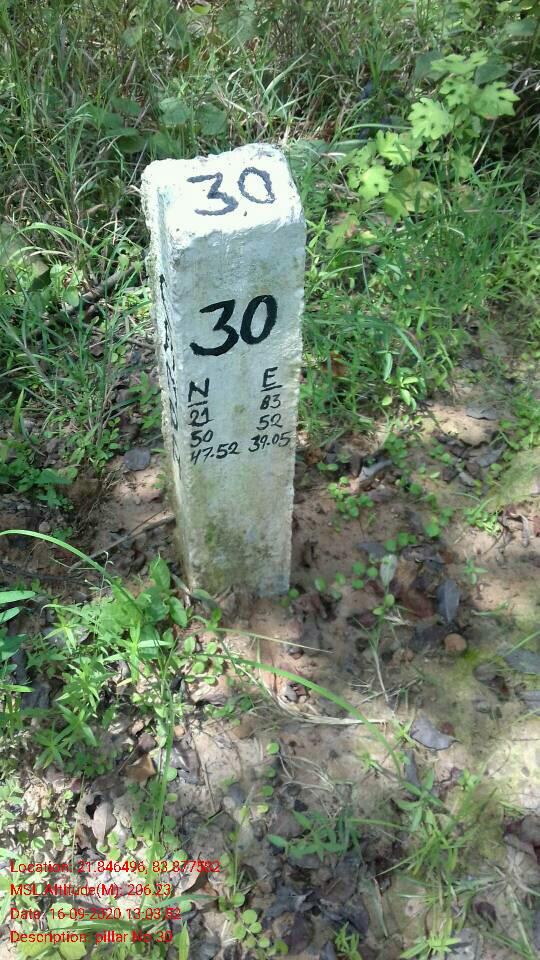 30
30
N E
21 83
50 52
47.52 39.05
Location: 21.846496, 83.877582
MSL Altitude(M): 206.23
Date: 16-09-2020 13:03:52
Description: pillar No 30